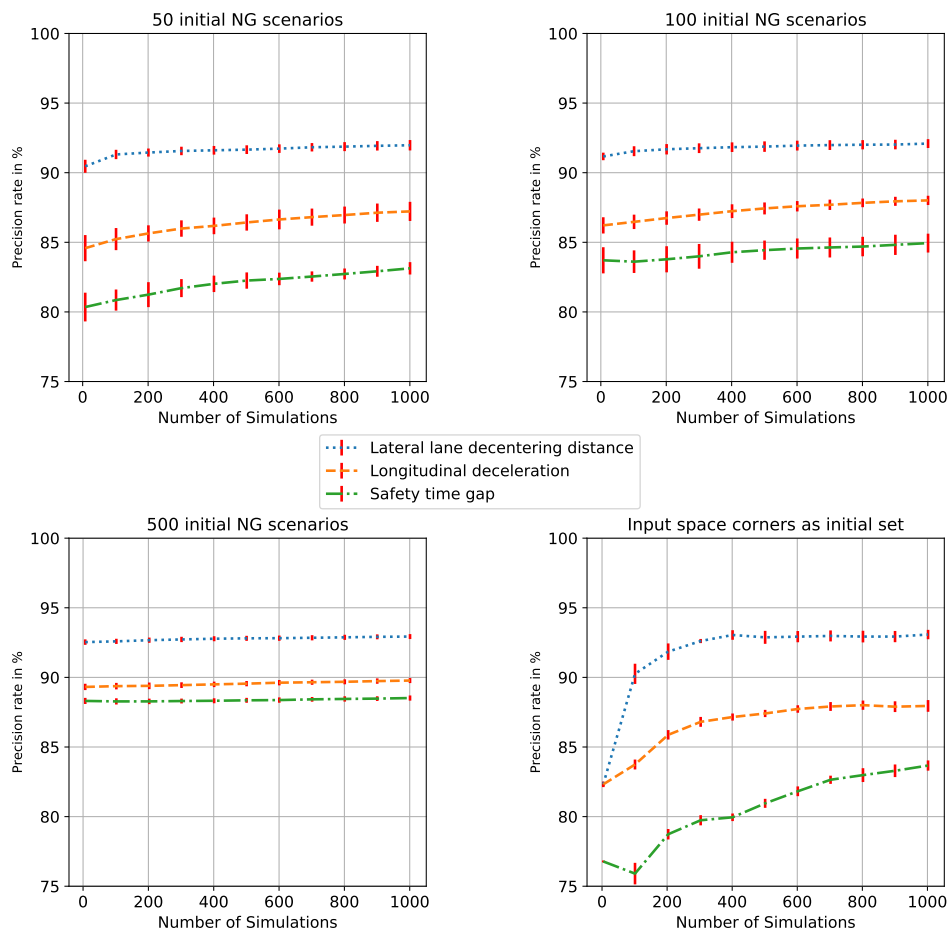 50 initial NG scenarios
100 initial NG scenarios
100
95
90
85
80
75
Precision rate in %
0 200 400 600 800 1000
Number of Simulations
100
95
90
85
80
75
Precision rate in %
0 200 400 600 800 1000
Number of Simulations
Lateral lane decentering distance
Longitudinal deceleration
Safety time gap
500 initial NG scenarios
Input space corners as initial set
100
95
90
85
80
75
Precision rate in %
0 200 400 600 800 1000
Number of Simulations
100
95
90
85
80
75
Precision rate in %
0 200 400 600 800 1000
Number of Simulations